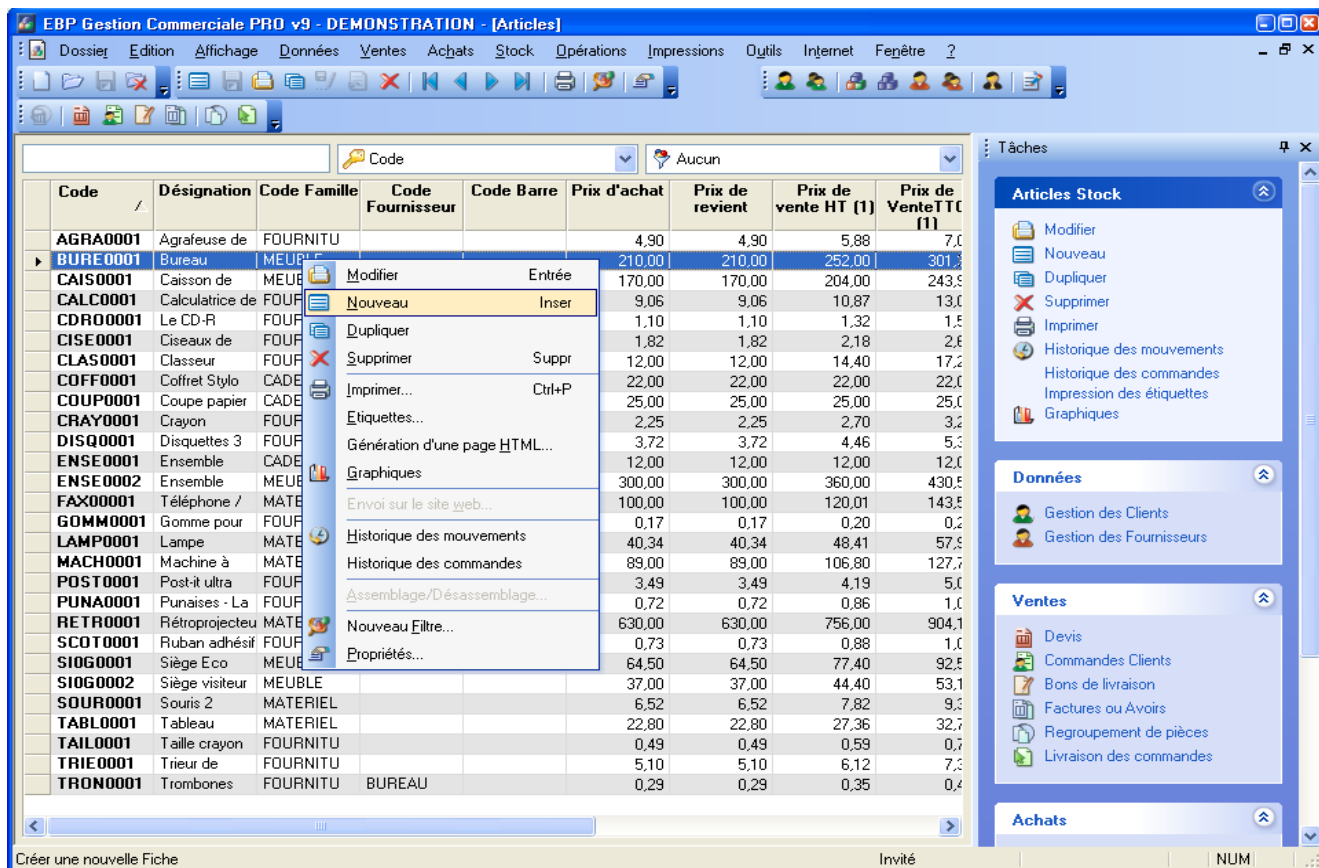 EBP Gestion Commerciale PRO v9 - DEMONSTRATION - [Articles]
Dossier Edition Affichage Données Ventes Achats Stock Opérations Impressions Outils Internet Fenêtre ?
Code Aucun
Code Désignation Code Famille Code Fournisseur Code Barre Prix d'achat Prix de revient Prix de vente HT (1) Prix de VenteTTC (1)
AGRA0001 Agrafeuse de FOURNITU 4,90 4,90 5,88
BURE0001 Bureau MEUBLE 210,00 210,00 252,00
CAIS0001 Caisson de 170,00 170,00 204,00
CALC0001 Calculatrice de 9,06 9,06 10,87
CDRO0001 Le CD-R 1,10 1,10 1,32
CISE0001 Ciseaux de 1,82 1,82 2,18
CLAS0001 Classeur 12,00 12,00 14,40
COFF0001 Coffret Stylo CADE 22,00 22,00 22,00
COUP0001 Coupe papier CADE 25,00 25,00 25,00
CRAY0001 Crayon 2,25 2,25 2,70
DISQ0001 Disquettes 3 3,72 3,72 4,46
ENSE0001 Ensemble CADE 12,00 12,00 12,00
ENSE0002 Ensemble 300,00 300,00 360,00
FAX00001 Téléphone / MATE 100,00 100,00 120,01
GOMM0001 Gomme pour 0,17 0,17 0,20
LAMP0001 Lampe MATE 40,34 40,34 48,41
MACH0001 Machine à MATE 89,00 89,00 106,80
POST0001 Post-it ultra 3,49 3,49 4,19
PUNA0001 Punaises - La 0,72 0,72 0,86
RETR0001 Rétroprojecteu MATE 630,00 630,00 756,00
SCOT0001 Ruban adhésif 0,73 0,73 0,88
SI0G0001 Siège Eco 64,50 64,50 77,40
SI0G0002 Siège visiteur MEUBLE 37,00 37,00 44,40
SOUR0001 Souris 2 MATERIEL 6,52 6,52 7,82
TABL0001 Tableau MATERIEL 22,80 22,80 27,36
TAIL0001 Taille crayon FOURNITU 0,49 0,49 0,59
TRIE0001 Trieur de FOURNITU 5,10 5,10 6,12
TRON0001 Trombones FOURNITU BUREAU 0,29 0,29 0,35
Modifier Entrée
Nouveau Inser
Dupliquer
Supprimer Suppr
Imprimer... Ctrl+P
Etiquettes...
Génération d'une page HTML...
Graphiques
Envoi sur le site web...
Historique des mouvements
Historique des commandes
Assemblage/Désassemblage...
Nouveau Filtre...
Propriétés...
Tâches
Articles Stock
Modifier
Nouveau
Dupliquer
Supprimer
Imprimer
Historique des mouvements
Historique des commandes
Impression des étiquettes
Graphiques
Données
Gestion des Clients
Gestion des Fournisseurs
Ventes
Devis
Commandes Clients
Bons de livraison
Factures ou Avoirs
Regroupement de pièces
Livraison des commandes
Achats
Créer une nouvelle Fiche Invité NUM